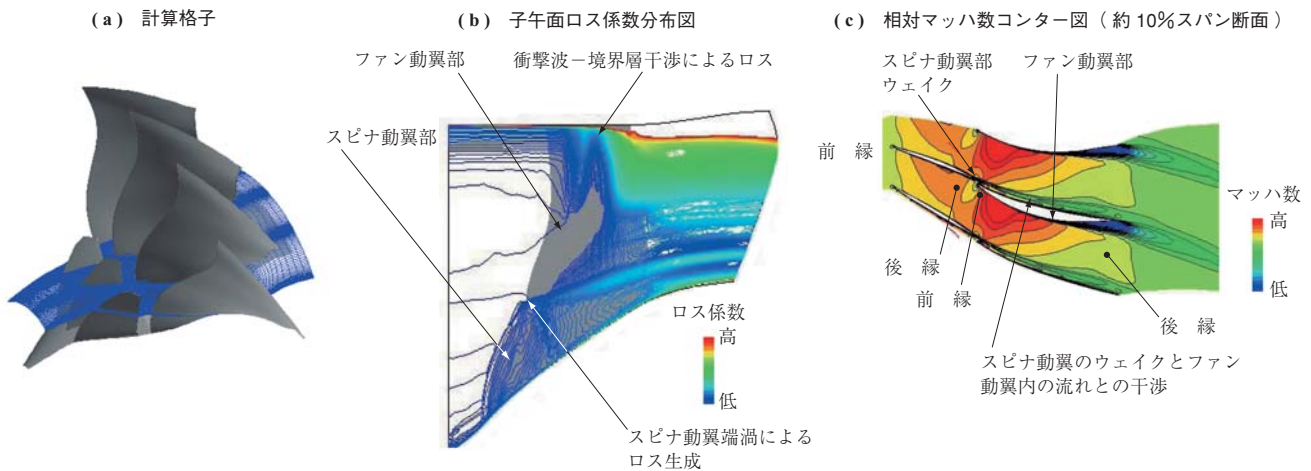 ( a ) 計算格子
( b ) 子午面ロス係数分布図
ファン動翼部
衝撃波－境界層干渉によるロス
スピナ動翼部
ロス係数
高
低
スピナ動翼端渦による
ロス生成
( c ) 相対マッハ数コンター図 ( 約 10％スパン断面 )
スピナ動翼部
ウェイク
ファン動翼部
前 縁
マッハ数
高
低
後 縁
前 縁
後 縁
スピナ動翼のウェイクとファン
動翼内の流れとの干渉